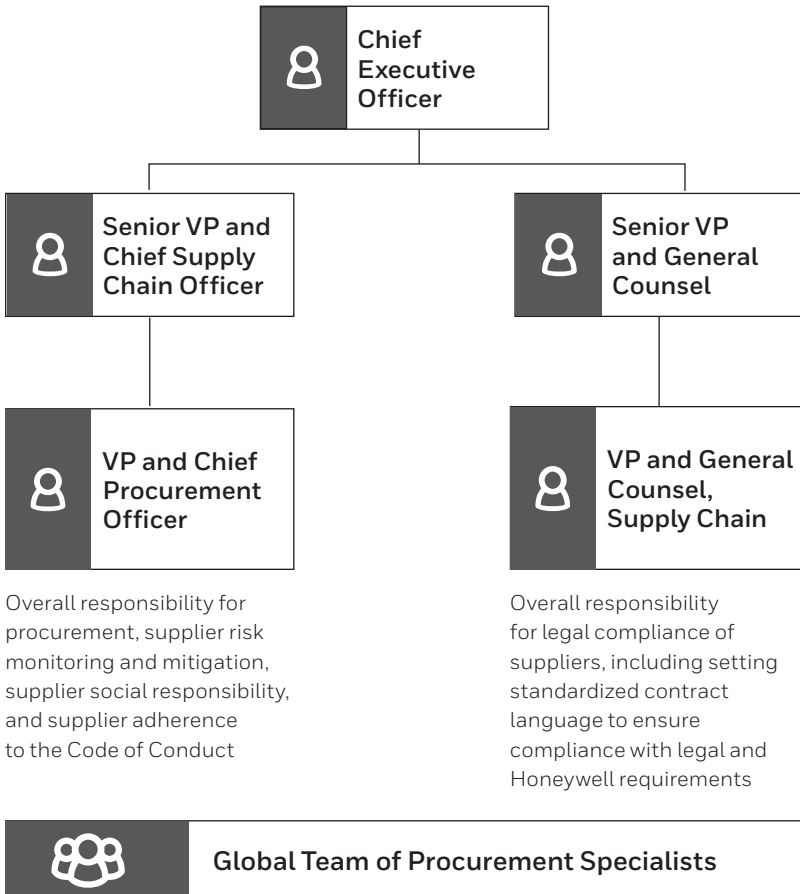 Chief
Executive
Officer
Senior VP and
Chief Supply
Chain Officer
Senior VP
and General
Counsel
VP and Chief
Procurement
Officer
VP and General
Counsel,
Supply Chain
Overall responsibility for
procurement, supplier risk
monitoring and mitigation,
supplier social responsibility,
and supplier adherence
to the Code of Conduct
Overall responsibility
for legal compliance of
suppliers, including setting
standardized contract
language to ensure
compliance with legal and
Honeywell requirements
Global Team of Procurement Specialists